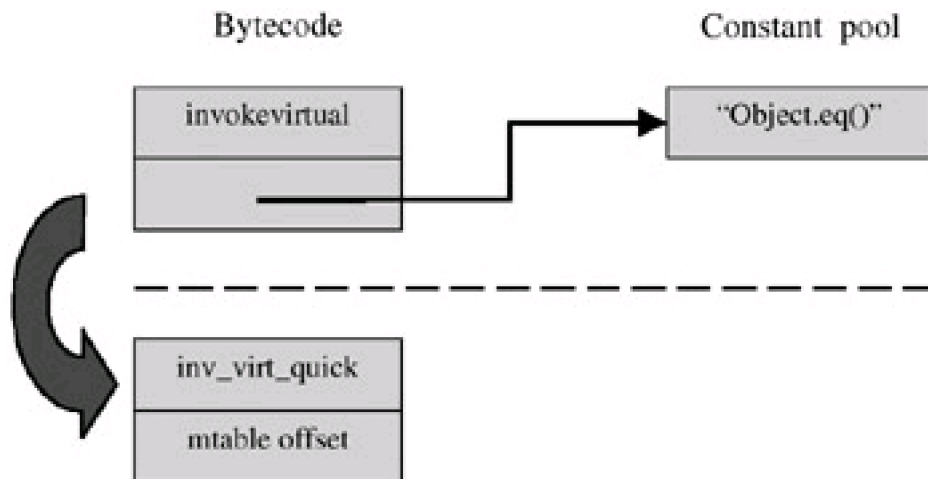 Bytecode
Constant pool
invokevirtual
“Object.eq()”
inv_virt_quick
mtable offset